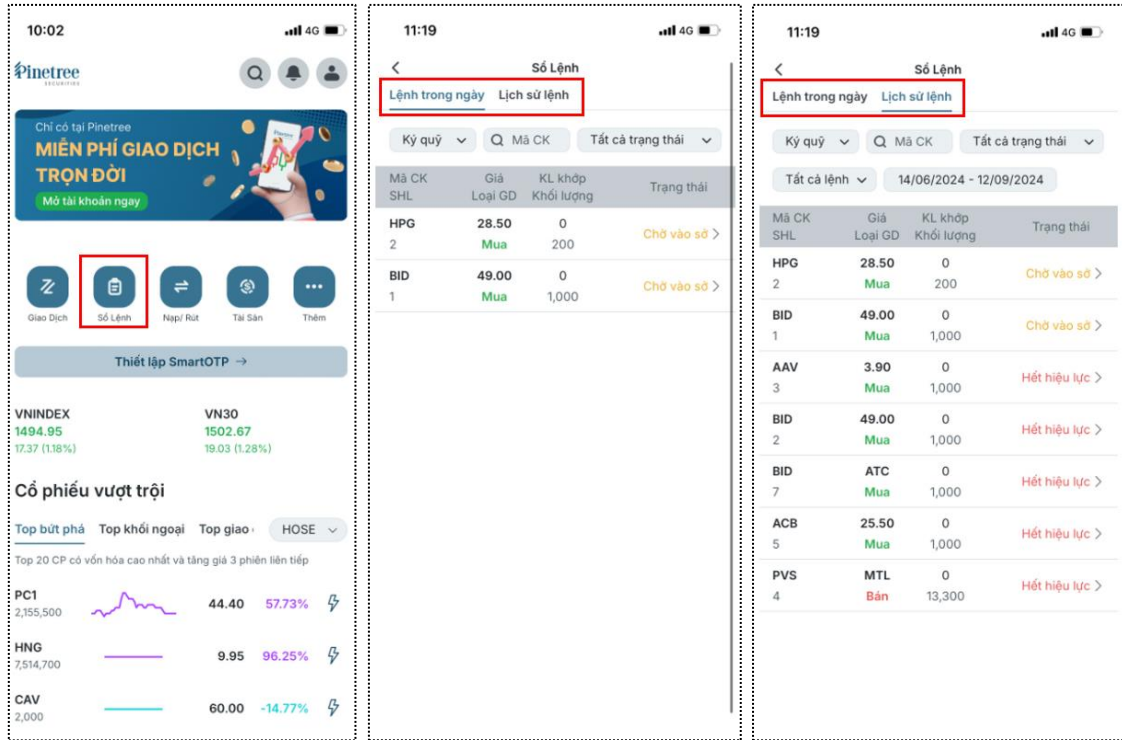 10:02
4G
Pinetree
SECURITIES
Chỉ có tại Pinetree
MIỄN PHÍ GIAO DỊCH
TRỌN ĐỜI
Mở tài khoản ngay
Giao Dịch
Sổ Lệnh
Nạp/ Rút
Tài Sản
Thêm
Thiết lập SmartOTP →
VNINDEX
VN30
1494.95
1502.67
17.37 (1.18%)
19.03 (1.28%)
Cổ phiếu vượt trội
Top bứt phá Top khối ngoại Top giao HOSE
Top 20 CP có vốn hóa cao nhất và tăng giá 3 phiên liên tiếp
PC1
2,155,500
44.40 57.73%
HNG
7,514,700
9.95 96.25%
CAV
2,000
60.00 -14.77%
11:19
4G
Sổ Lệnh
Lệnh trong ngày Lịch sử lệnh
Ký quỹ Mã CK Tất cả trạng thái
Mã CK Giá KL khớp Trạng thái
SHL Loại GD Khối lượng
HPG 28.50 0 Chờ vào sở >
2 Mua 200
BID 49.00 0 Chờ vào sở >
1 Mua 1,000
11:19
4G
Sổ Lệnh
Lệnh trong ngày Lịch sử lệnh
Ký quỹ Mã CK Tất cả trạng thái
Tất cả lệnh 14/06/2024 - 12/09/2024
Mã CK Giá KL khớp Trạng thái
SHL Loại GD Khối lượng
HPG 28.50 0 Chờ vào sở >
2 Mua 200
BID 49.00 0 Chờ vào sở >
1 Mua 1,000
AAV 3.90 0 Hết hiệu lực >
3 Mua 1,000
BID 49.00 0 Hết hiệu lực >
2 Mua 1,000
BID ATC 0 Hết hiệu lực >
7 Mua 1,000
ACB 25.50 0 Hết hiệu lực >
5 Mua 1,000
PVS MTL 0 Hết hiệu lực >
4 Bán 13,300